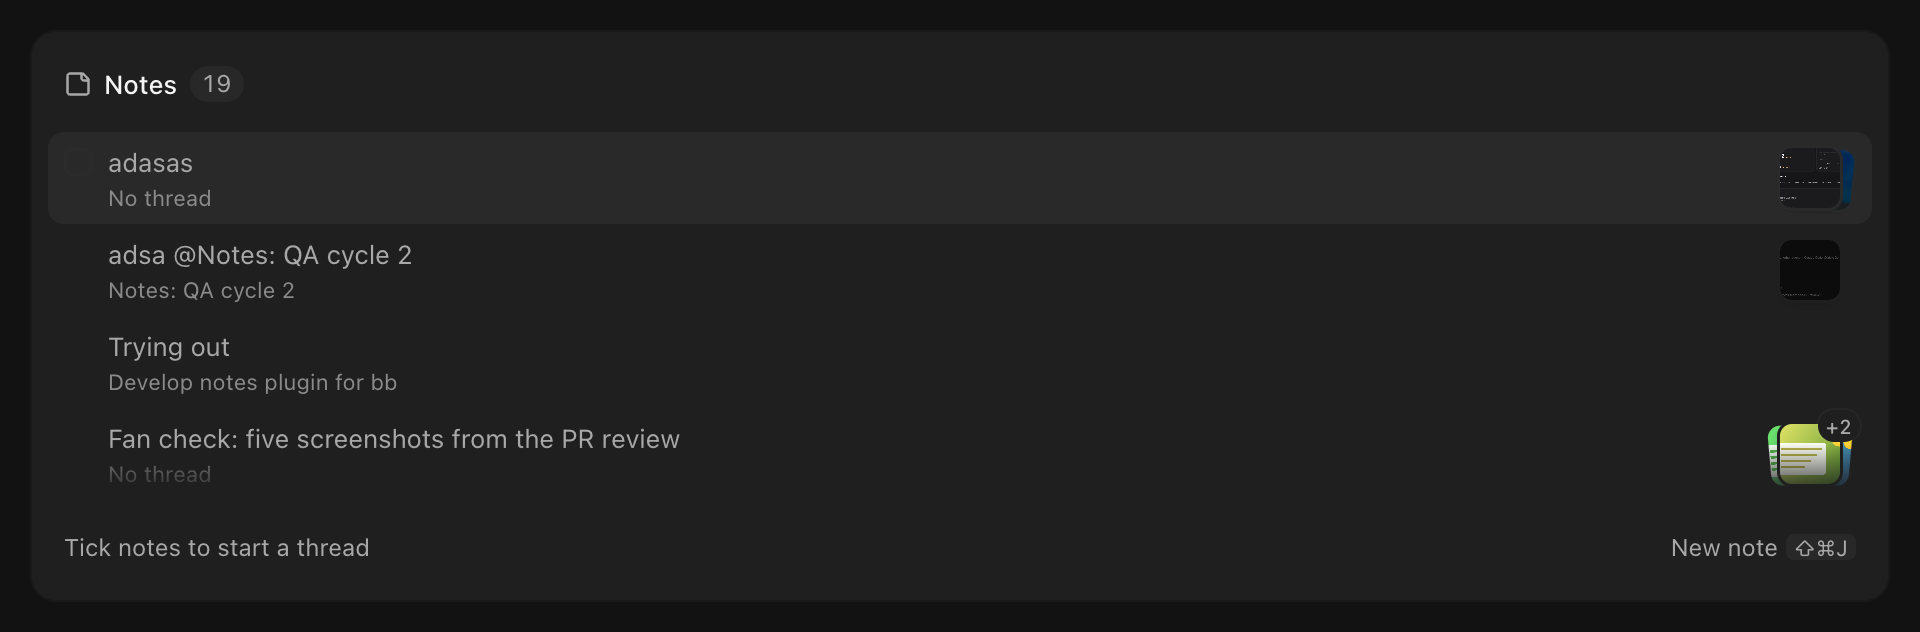 Notes 19
adasas
No thread
adsa @Notes: QA cycle 2
Notes: QA cycle 2
Trying out
Develop notes plugin for bb
Fan check: five screenshots from the PR review
+2
No thread
Tick notes to start a thread
New note ⇧⌘J